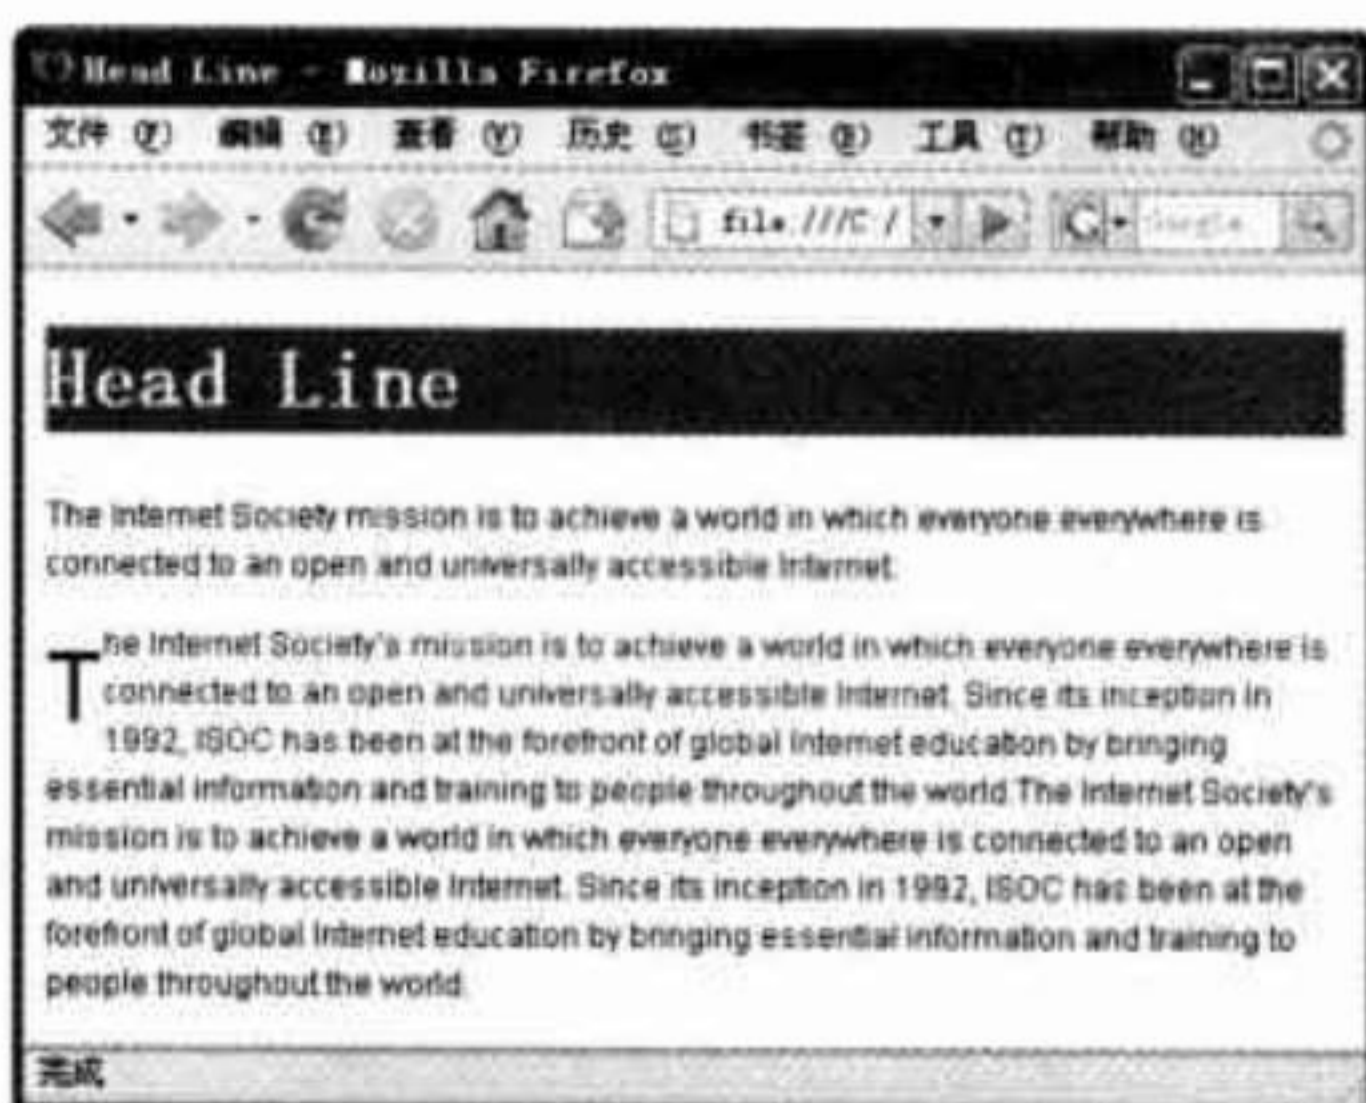 Head Line - Mozilla Firefox
文件 (F) 编辑 (E) 查看 (V) 历史 (S) 书签 (B) 工具 (T) 帮助 (H)
file:///C:/ Google
Head Line
The Internet Society mission is to achieve a world in which everyone everywhere is
connected to an open and universally accessible Internet.
The Internet Society's mission is to achieve a world in which everyone everywhere is
connected to an open and universally accessible Internet. Since its inception in
1992, ISOC has been at the forefront of global Internet education by bringing
essential information and training to people throughout the world.The Internet Society's
mission is to achieve a world in which everyone everywhere is connected to an open
and universally accessible Internet. Since its inception in 1992, ISOC has been at the
forefront of global Internet education by bringing essential information and training to
people throughout the world.
完成